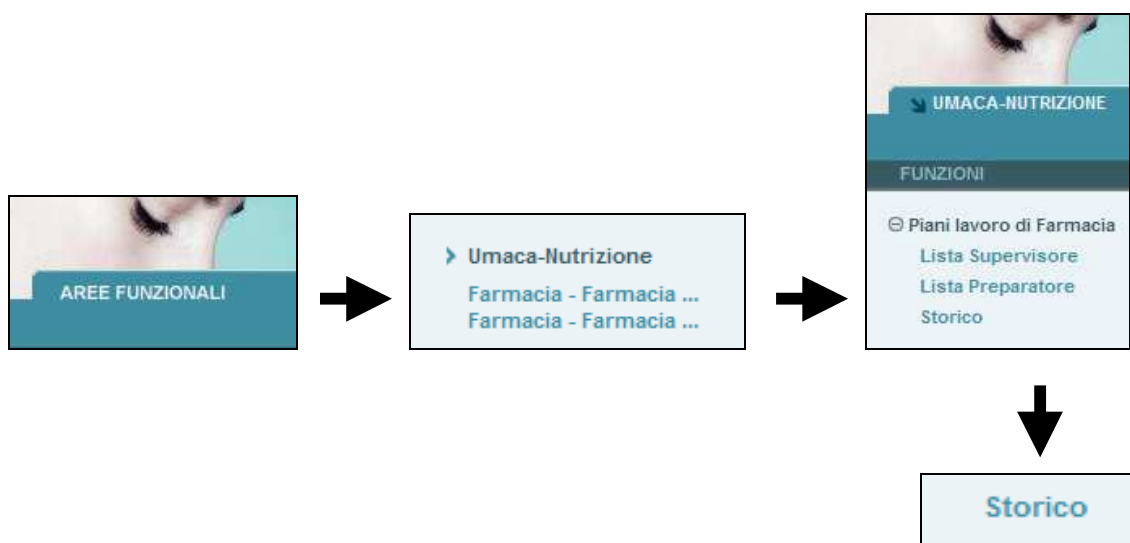 AREE FUNZIONALI
Umaca-Nutrizione
Farmacia - Farmacia ...
Farmacia - Farmacia ...
UMACA-NUTRIZIONE
FUNZIONI
Piani lavoro di Farmacia
Lista Supervisore
Lista Preparatore
Storico
Storico